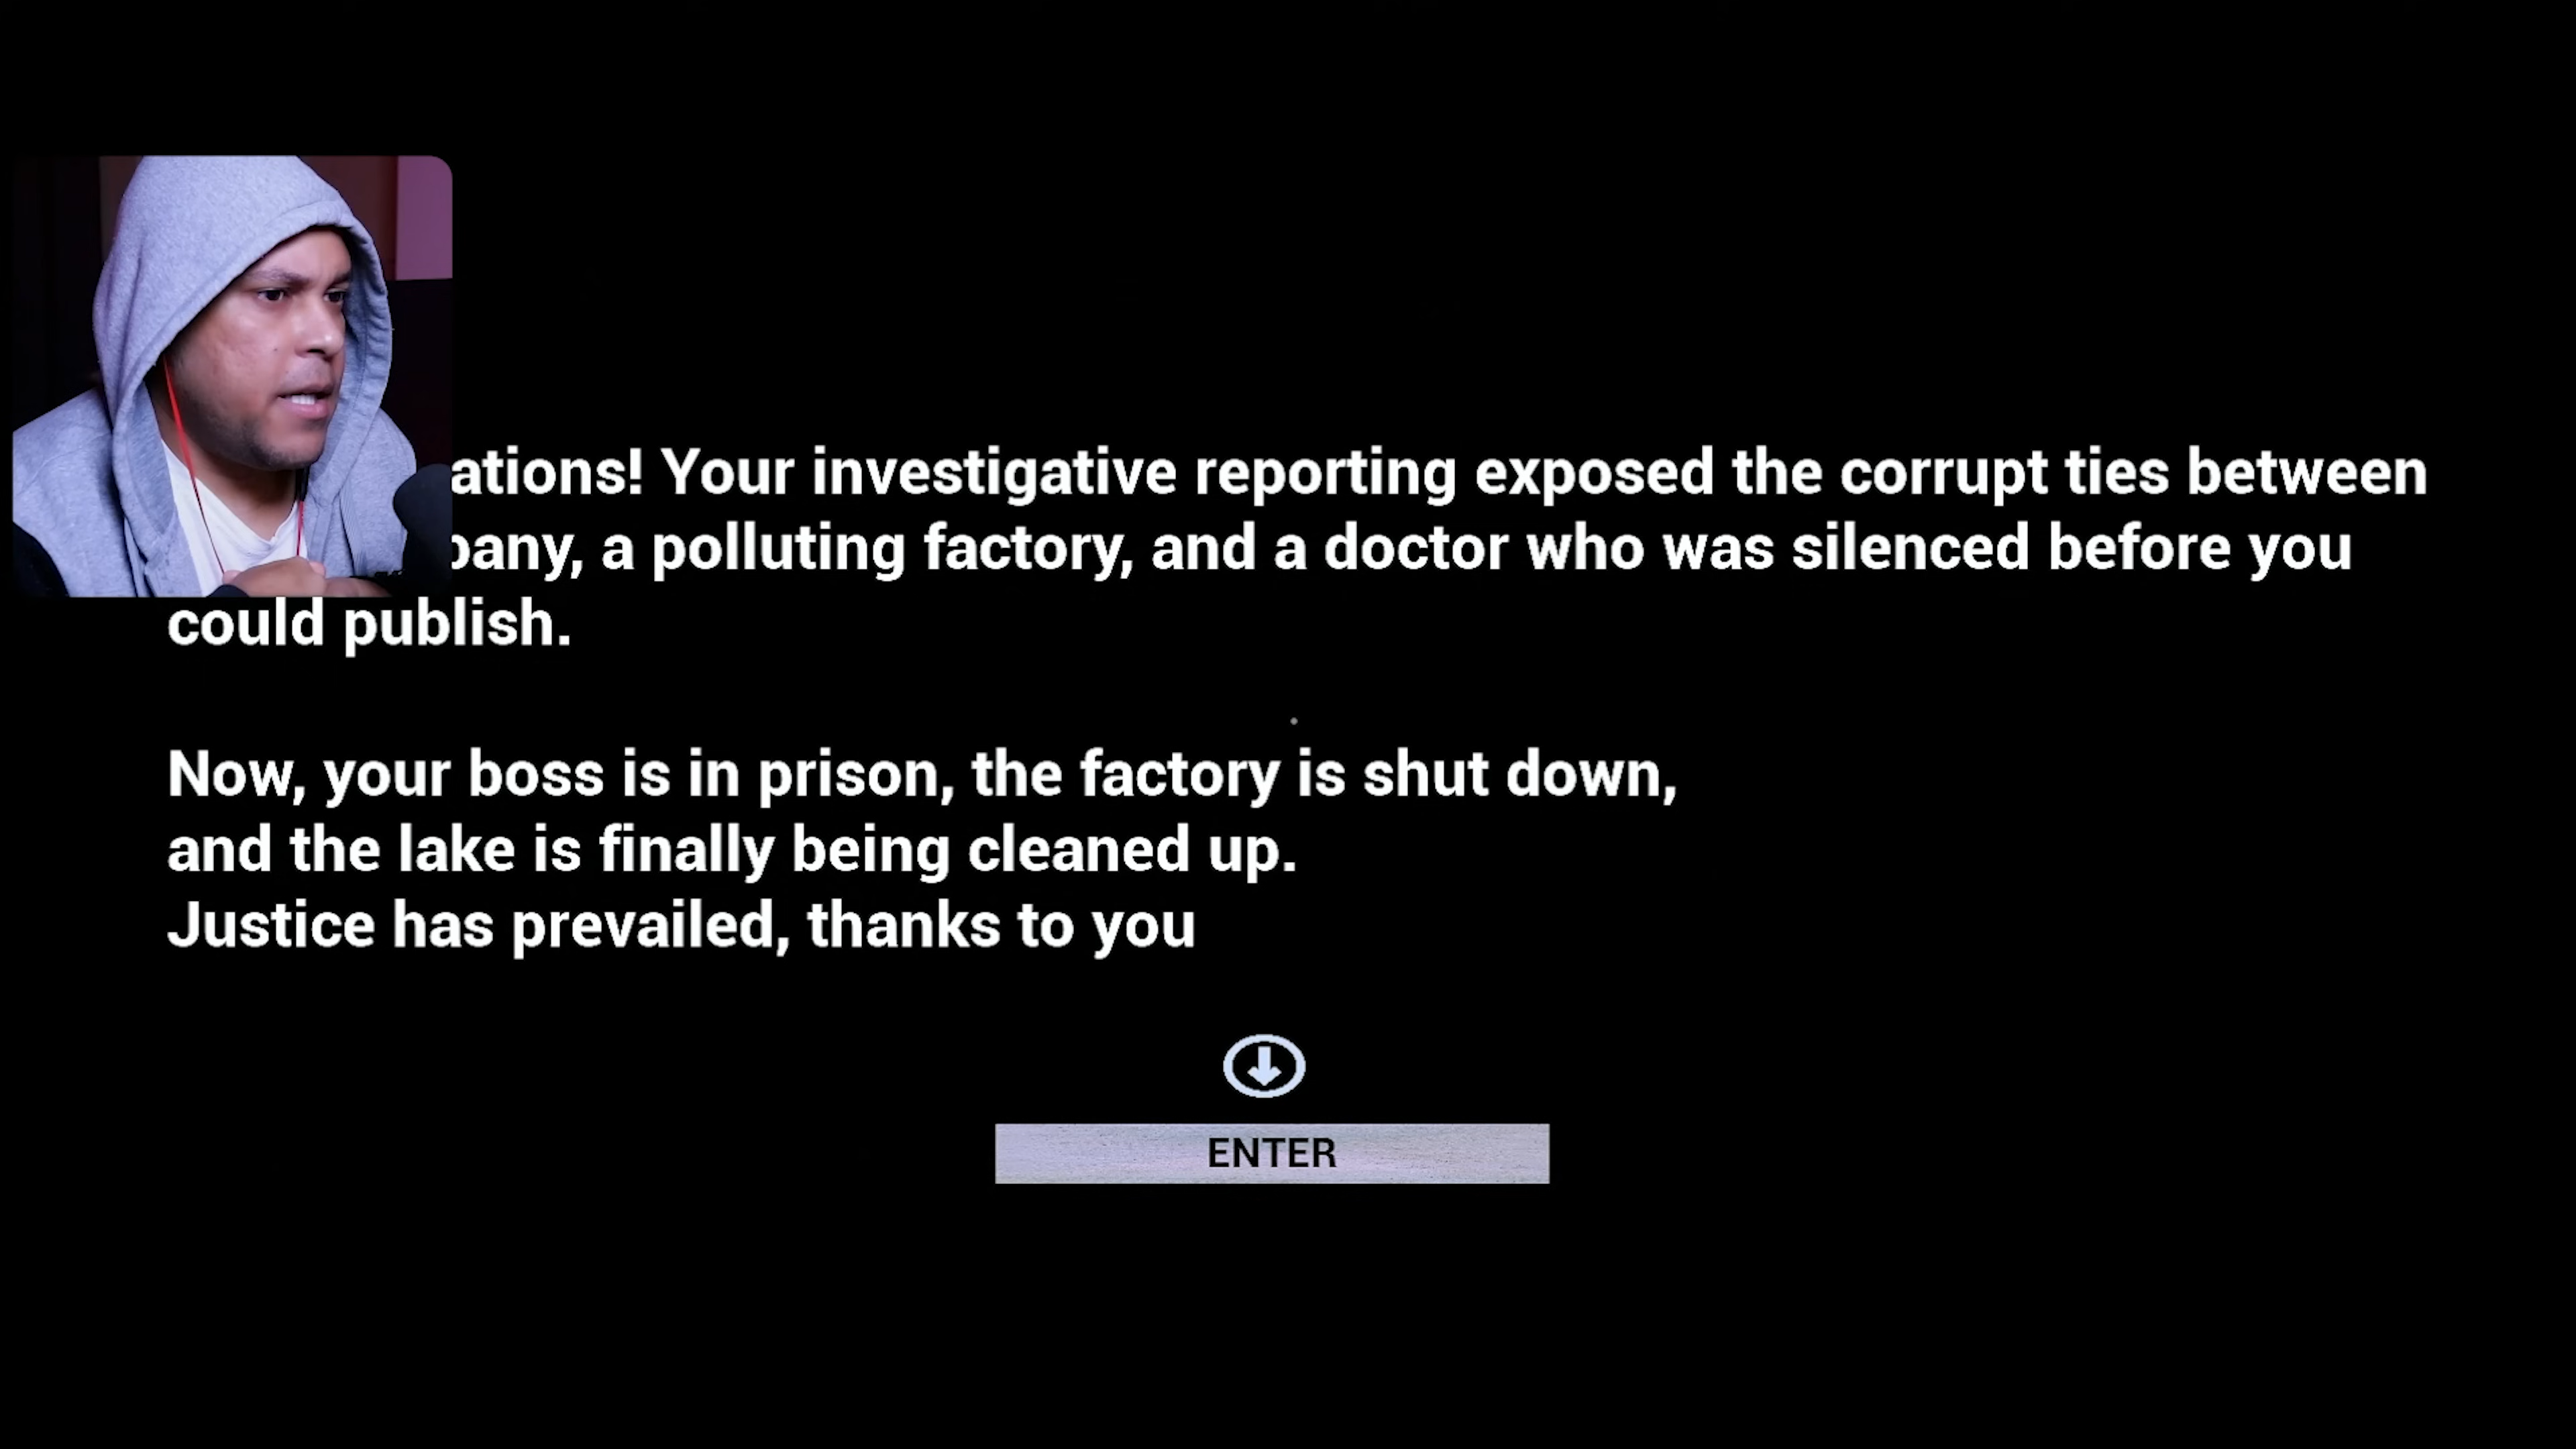 ations! Your investigative reporting exposed the corrupt ties between
a polluting factory, and a doctor who was silenced before you
could publish.
Now, your boss is in prison, the factory is shut down,
and the lake is finally being cleaned up.
Justice has prevailed, thanks to you
ENTER